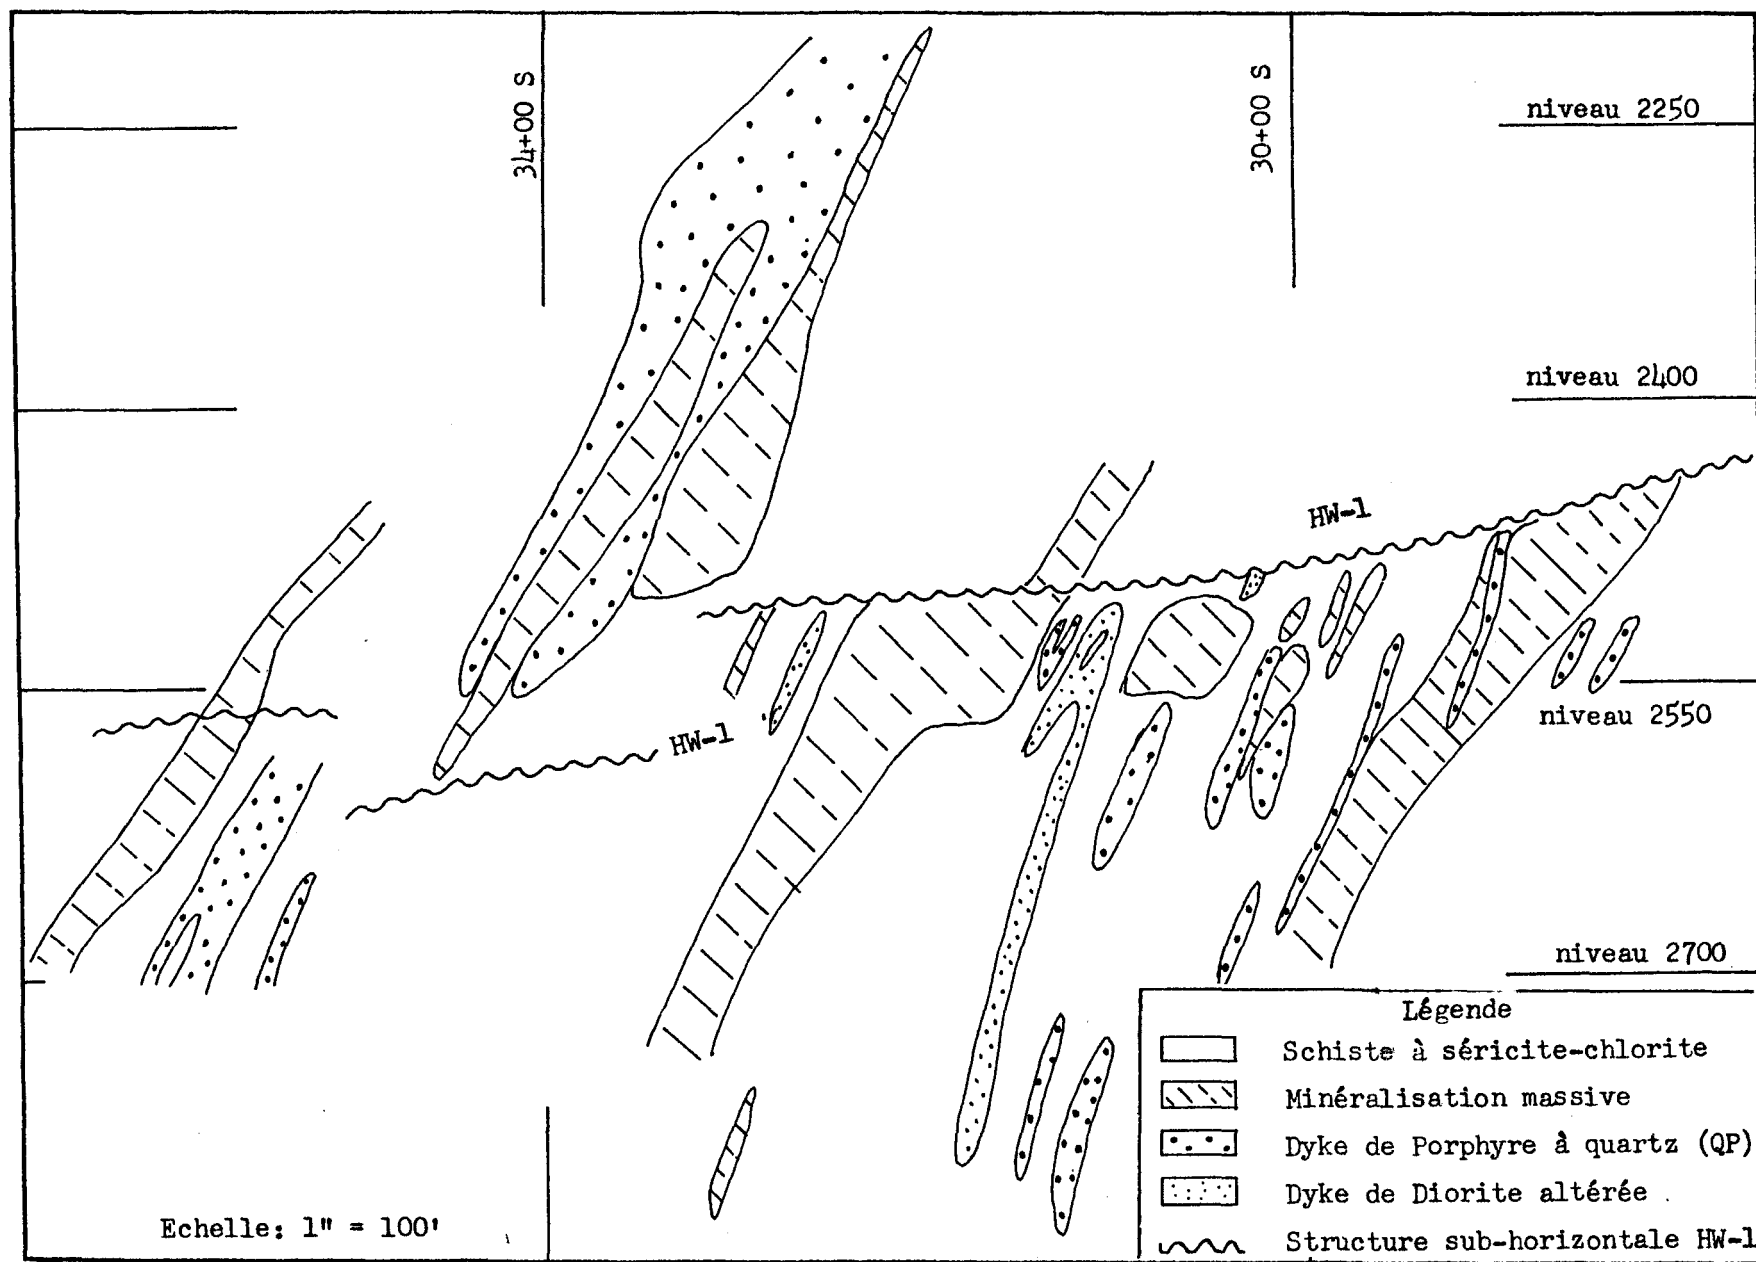 34+00 S
30+00 S
niveau 2250
niveau 2400
HW-1
HW-1
niveau 2550
niveau 2700
Légende
Schiste à séricite-chlorite
Minéralisation massive
Dyke de Porphyre à quartz (QP)
Dyke de Diorite altérée
Structure sub-horizontale HW-1
Echelle: 1" = 100'